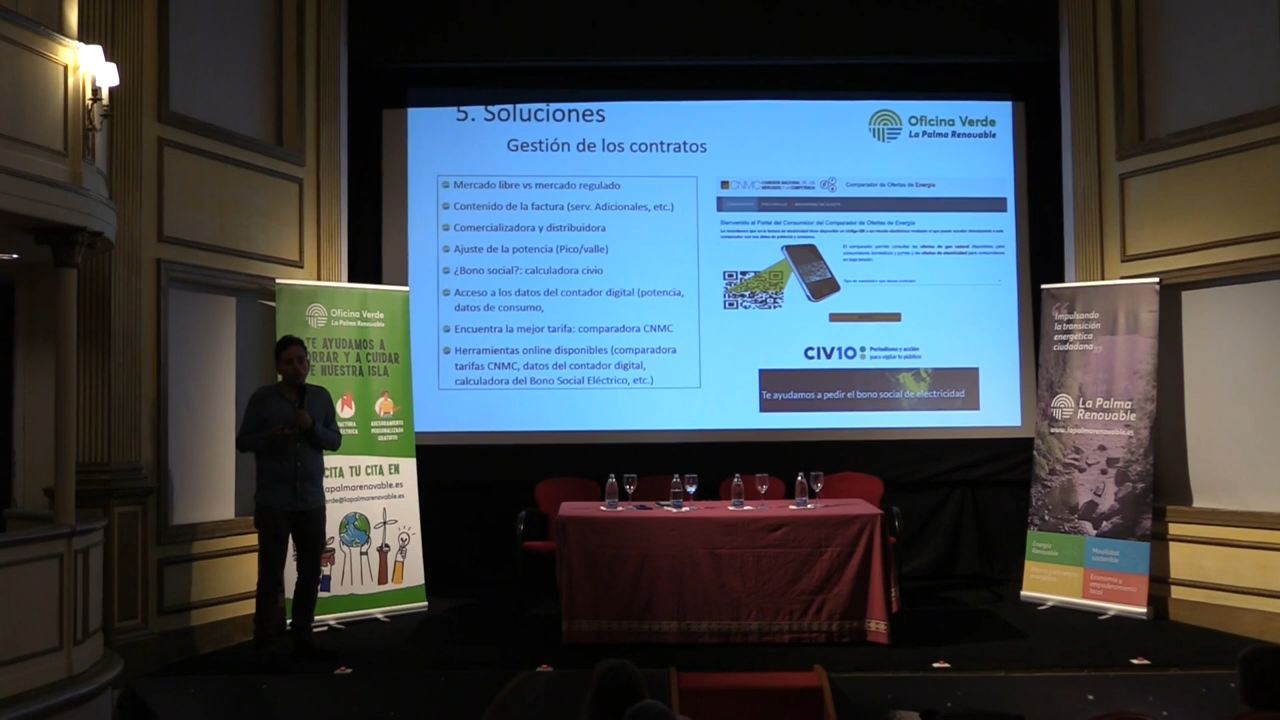 5. Soluciones
Gestión de los contratos
Oficina Verde
La Palma Renovable
Mercado libre vs mercado regulado
Contenido de la factura (serv. Adicionales, etc.)
Comercializadora y distribuidora
Ajuste de la potencia (Pico/valle)
¿Bono social?: calculadora civio
Acceso a los datos del contador digital (potencia,
datos de consumo,
Encuentra la mejor tarifa: comparadora CNMC
Herramientas online disponibles (comparadora
tarifas CNMC, datos del contador digital,
calculadora del Bono Social Eléctrico, etc.)
CNMC
Comparador de Ofertas de Energía
Bienvenido al Portal del Consumidor del Comparador de Ofertas de Energía
CIV10
Periodismo y acción
para vigilar lo público
Te ayudamos a pedir el bono social de electricidad
Oficina Verde
La Palma Renovable
TE AYUDAMOS A
ORRAR Y A CUIDAR
E NUESTRA ISLA
ASESORAMIENTO
PERSONALIZADO
GRATUITO
CITA TU CITA EN
lapalmarenovable.es
rde@lapalmarenovable.es
“Impulsando
la transición
energética
ciudadana”
La Palma
Renovable
www.lapalmarenovable.es
Energía
Renovable
Movilidad
sostenible
Economía y
emprendimiento
local